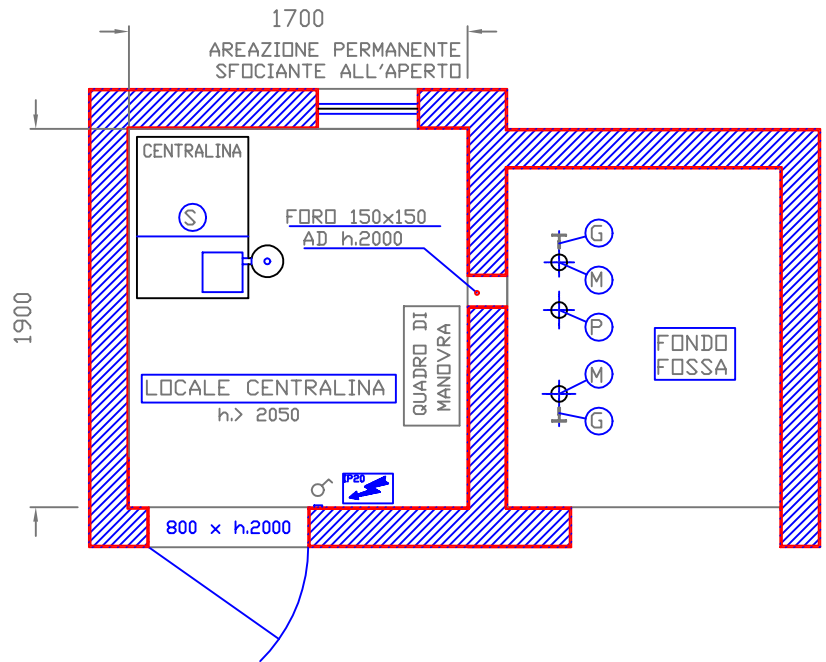 1700
AREAZIONE PERMANENTE
SFOCIANTE ALL'APERTO
CENTRALINA
S
FORO 150x150
AD h.2000
G
M
P
M
G
1900
QUADRO DI
MANOVRA
FONDO
FOSSA
LOCALE CENTRALINA
h.> 2050
IP20
800 x h.2000